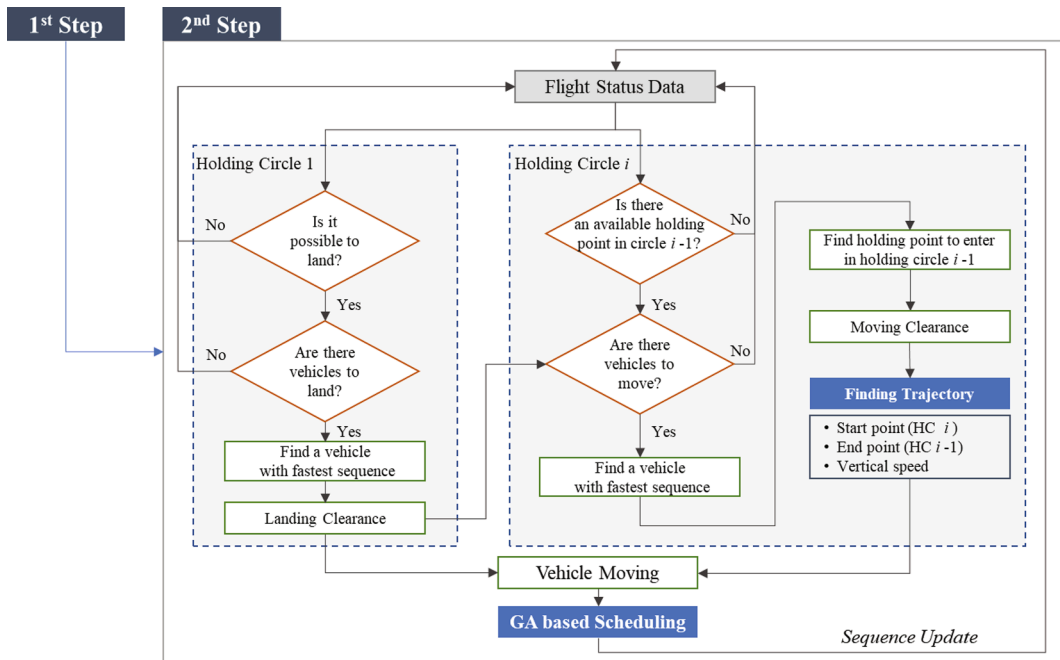 1st Step
2nd Step
Flight Status Data
Holding Circle 1
No
Is it
possible to
land?
Yes
No
Are there
vehicles to
land?
Yes
Find a vehicle
with fastest sequence
Landing Clearance
Holding Circle i
Is there
an available holding
point in circle i -1?
No
Yes
Are there
vehicles to
move?
No
Yes
Find a vehicle
with fastest sequence
Find holding point to enter
in holding circle i -1
Moving Clearance
Finding Trajectory
• Start point (HC i )
• End point (HC i -1)
• Vertical speed
Vehicle Moving
GA based Scheduling
Sequence Update